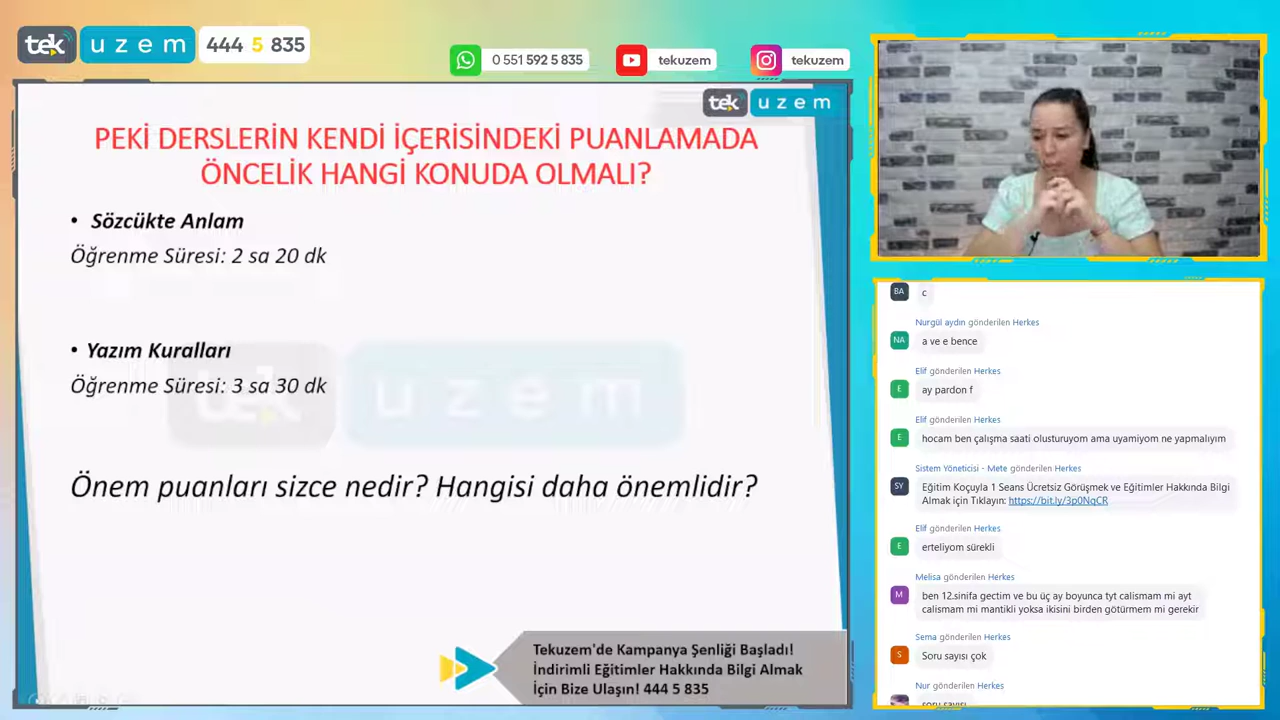 tek uzem 444 5 835
0 551 592 5 835
tekuzem
tekuzem
tek uzem
PEKİ DERSLERİN KENDİ İÇERİSİNDEKİ PUANLAMADA
ÖNCELİK HANGİ KONUDA OLMALI?
• Sözcükte Anlam
Öğrenme Süresi: 2 sa 20 dk
• Yazım Kuralları
Öğrenme Süresi: 3 sa 30 dk
tek uzem
Önem puanları sizce nedir? Hangisi daha önemlidir?
Tekuzem'de Kampanya Şenliği Başladı!
İndirimli Eğitimler Hakkında Bilgi Almak
İçin Bize Ulaşın! 444 5 835
BA
c
Nurgül aydın gönderilen Herkes
NA
a ve e bence
Elif gönderilen Herkes
E
ay pardon f
Elif gönderilen Herkes
E
hocam ben çalışma saati olusturuyom ama uyamiyom ne yapmalıyım
Sistem Yöneticisi - Mete gönderilen Herkes
SY
Eğitim Koçuyla 1 Seans Ücretsiz Görüşmek ve Eğitimler Hakkında Bilgi
Almak için Tıklayın: https://bit.ly/3p0NqCR
Elif gönderilen Herkes
E
erteliyom sürekli
Melisa gönderilen Herkes
M
ben 12.sinifa gectim ve bu üç ay boyunca tyt calismam mi ayt
calismam mi mantikli yoksa ikisini birden götürmem mi gerekir
Sema gönderilen Herkes
S
Soru sayısı çok
Nur gönderilen Herkes
soru sayısı